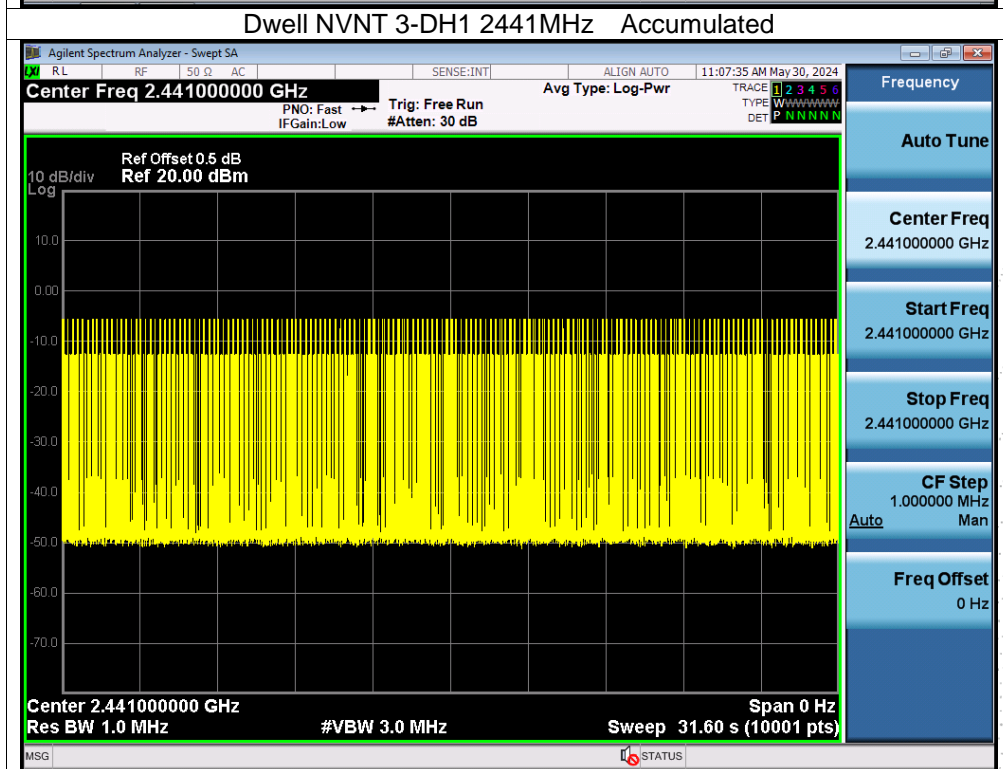 Dwell NVNT 3-DH1 2441MHz Accumulated
Agilent Spectrum Analyzer - Swept SA
LXI RL RF 50 Ω AC SENSE:INT ALIGN AUTO 11:07:35 AM May 30, 2024
Center Freq 2.441000000 GHz
PNO: Fast
IFGain:Low
Trig: Free Run
#Atten: 30 dB
Avg Type: Log-Pwr
TRACE 1 2 3 4 5 6
TYPE WWWWWW
DET P N N N N N
Frequency
Ref Offset 0.5 dB
10 dB/div Ref 20.00 dBm
Log
10.0
0.00
-10.0
-20.0
-30.0
-40.0
-50.0
-60.0
-70.0
Center 2.441000000 GHz Span 0 Hz
Res BW 1.0 MHz #VBW 3.0 MHz Sweep 31.60 s (10001 pts)
Auto Tune
Center Freq
2.441000000 GHz
Start Freq
2.441000000 GHz
Stop Freq
2.441000000 GHz
CF Step
1.000000 MHz
Auto Man
Freq Offset
0 Hz
MSG STATUS